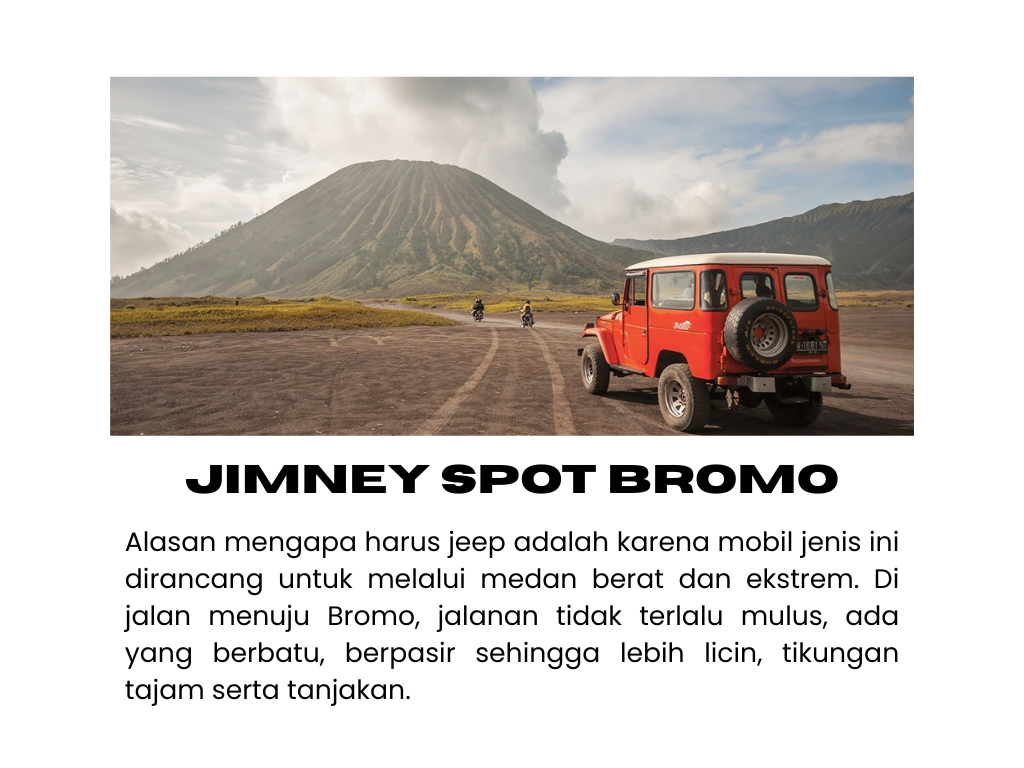 JIMNEY SPOT BROMO
Alasan mengapa harus jeep adalah karena mobil jenis ini
dirancang untuk melalui medan berat dan ekstrem. Di
jalan menuju Bromo, jalanan tidak terlalu mulus, ada
yang berbatu, berpasir sehingga lebih licin, tikungan
tajam serta tanjakan.